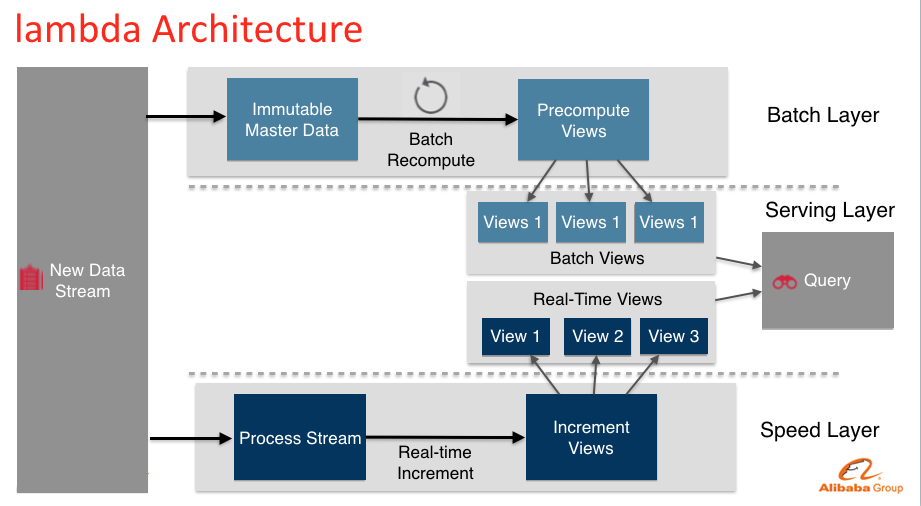 lambda Architecture
New Data
Stream
Immutable
Master Data
Batch
Recompute
Precompute
Views
Batch Layer
Views 1
Views 1
Views 1
Batch Views
Serving Layer
Query
Real-Time Views
View 1
View 2
View 3
Process Stream
Real-time
Increment
Increment
Views
Speed Layer
Alibaba Group